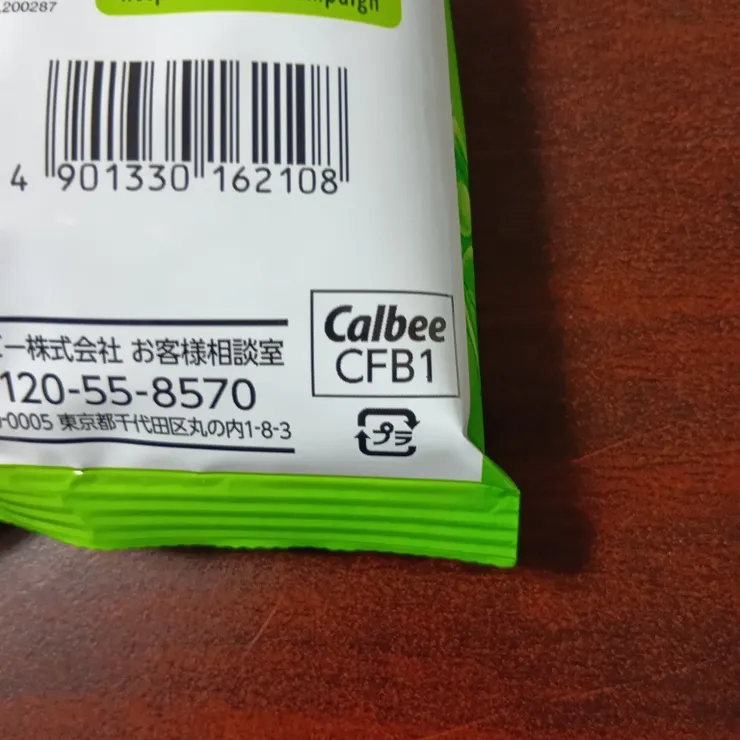 200287
4 901330 162108
Calbee
CFB1
ー株式会社 お客様相談室
120-55-8570
-0005 東京都千代田区丸の内1-8-3
プラ